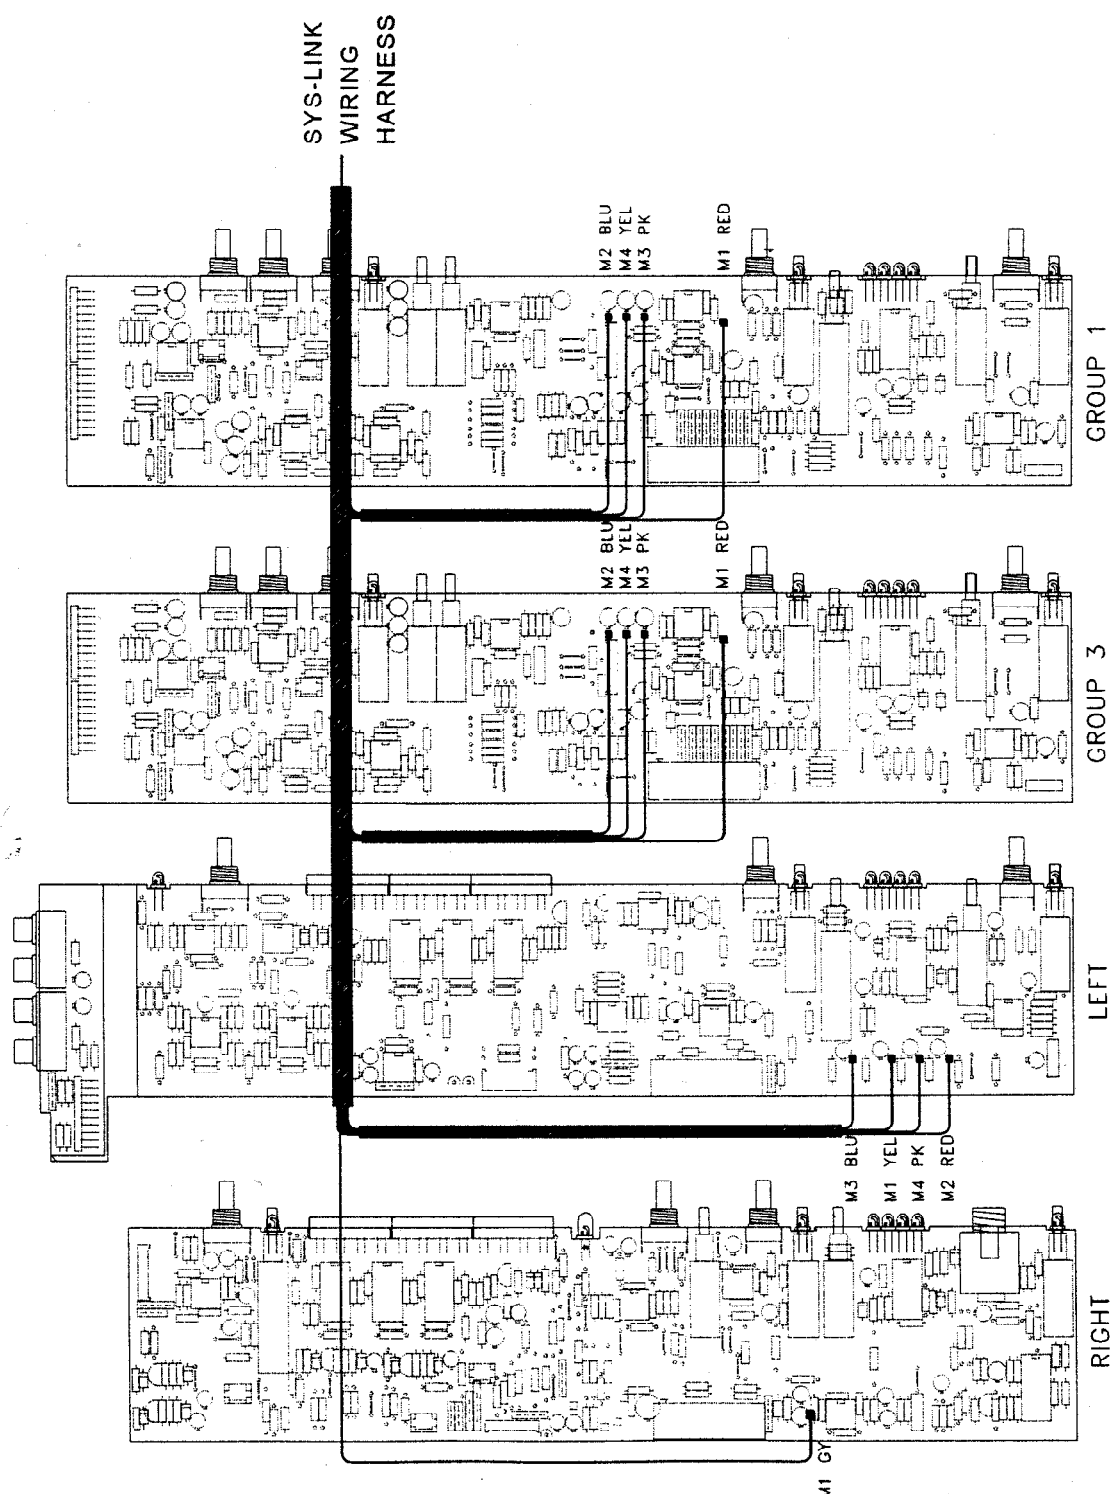 SYS-LINK
WIRING
HARNESS
M2 BLU
M4 YEL
M3 PK
M1 RED
GROUP 1
M2 BLU
M4 YEL
M3 PK
M1 RED
GROUP 3
LEFT
M3 BLU
M1 YEL
M4 PK
M2 RED
RIGHT
M1 GY